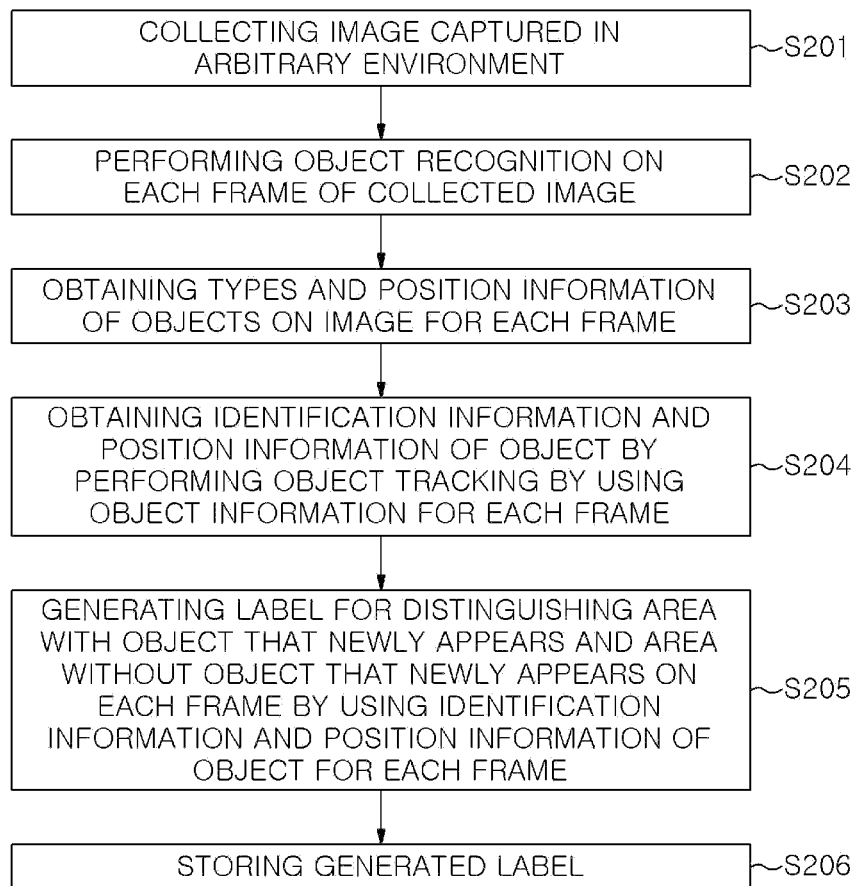 COLLECTING IMAGE CAPTURED IN
ARBITRARY ENVIRONMENT
S201
PERFORMING OBJECT RECOGNITION ON
EACH FRAME OF COLLECTED IMAGE
S202
OBTAINING TYPES AND POSITION INFORMATION
OF OBJECTS ON IMAGE FOR EACH FRAME
S203
OBTAINING IDENTIFICATION INFORMATION AND
POSITION INFORMATION OF OBJECT BY
PERFORMING OBJECT TRACKING BY USING
OBJECT INFORMATION FOR EACH FRAME
S204
GENERATING LABEL FOR DISTINGUISHING AREA
WITH OBJECT THAT NEWLY APPEARS AND AREA
WITHOUT OBJECT THAT NEWLY APPEARS ON
EACH FRAME BY USING IDENTIFICATION
INFORMATION AND POSITION INFORMATION OF
OBJECT FOR EACH FRAME
S205
STORING GENERATED LABEL
S206